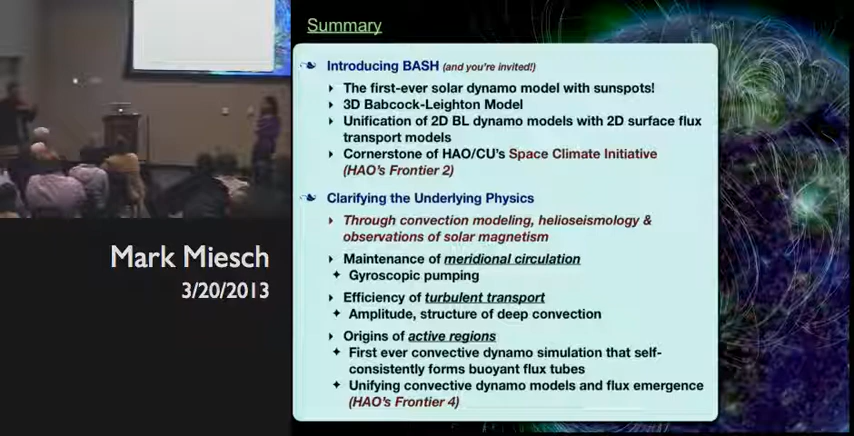 Summary
Introducing BASH (and you're invited!)
The first-ever solar dynamo model with sunspots!
3D Babcock-Leighton Model
Unification of 2D BL dynamo models with 2D surface flux
transport models
Cornerstone of HAO/CU's Space Climate Initiative
(HAO's Frontier 2)
Clarifying the Underlying Physics
Through convection modeling, helioseismology &
observations of solar magnetism
Maintenance of meridional circulation
Gyroscopic pumping
Efficiency of turbulent transport
Amplitude, structure of deep convection
Origins of active regions
First ever convective dynamo simulation that self-
consistently forms buoyant flux tubes
Unifying convective dynamo models and flux emergence
(HAO's Frontier 4)
Mark Miesch
3/20/2013